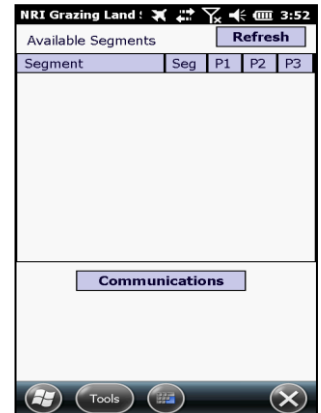 NRI Grazing Land : 3:52
Available Segments Refresh
Segment Seg P1 P2 P3
Communications
Tools